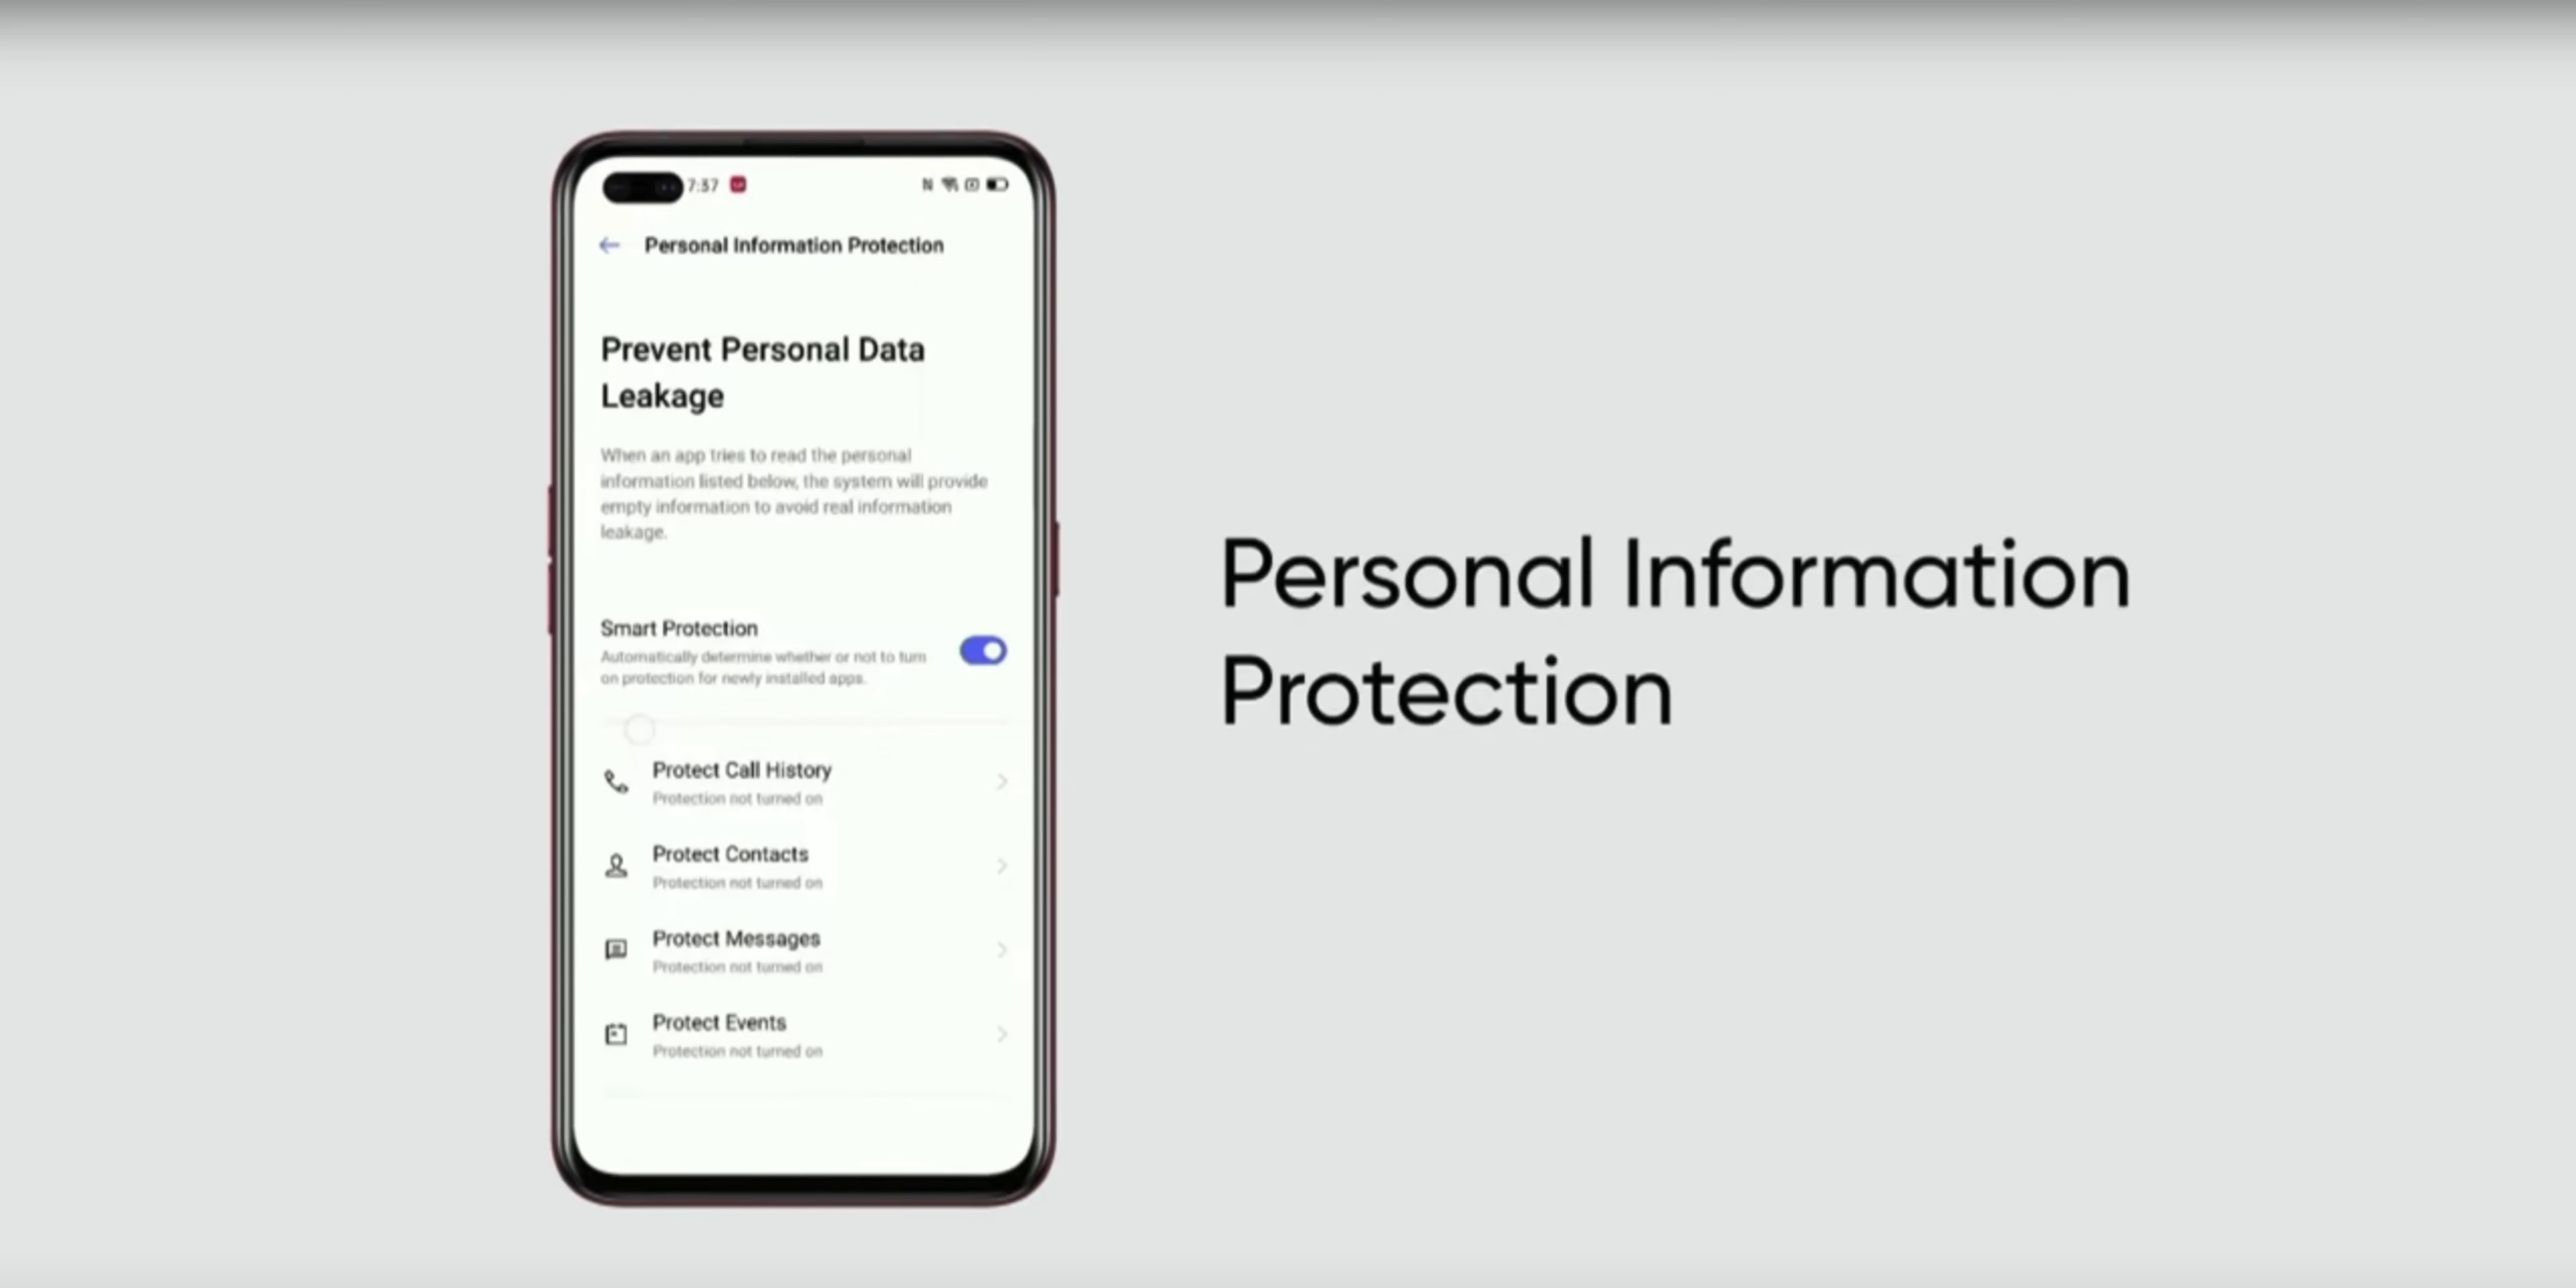 7:37
Personal Information Protection
Prevent Personal Data
Leakage
When an app tries to read the personal
information listed below, the system will provide
empty information to avoid real information
leakage.
Smart Protection
Automatically determine whether or not to turn
on protection for newly installed apps.
Protect Call History
Protection not turned on
Protect Contacts
Protection not turned on
Protect Messages
Protection not turned on
Protect Events
Protection not turned on
Personal Information
Protection